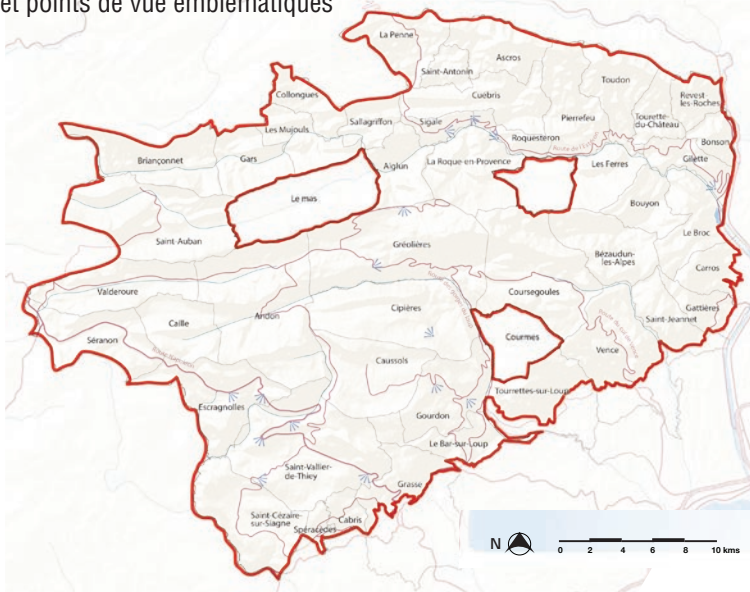 et points de vue emblématiques
La Penne
Ascros
Saint-Antonin
Toudon
Collongues
Cuébris
Revest
les-Roches
Les Mujouls
Sallagriffon
Sigale
Pierrefeu
Tourette-
du-Château
Roquesteron
Bonson
Briançonnet
Gars
Aiglun
La Roque-en-Provence
Les Ferres
Gilette
Le mas
Bouyon
Saint-Auban
Gréolières
Le Broc
Bézaudun-
les-Alpes
Carros
Valderoure
Coursegoules
Andon
Cipières
Gattières
Caille
Saint-Jeannet
Séranon
Courmes
Vence
Caussols
Tourrettes-sur-Loup
Escragnolles
Gourdon
Le Bar-sur-Loup
Saint-Vallier-
de-Thiey
Grasse
Saint-Cézaire-
sur-Siagne
Cabris
Spéracèdes
N
0 2 4 6 8 10 kms